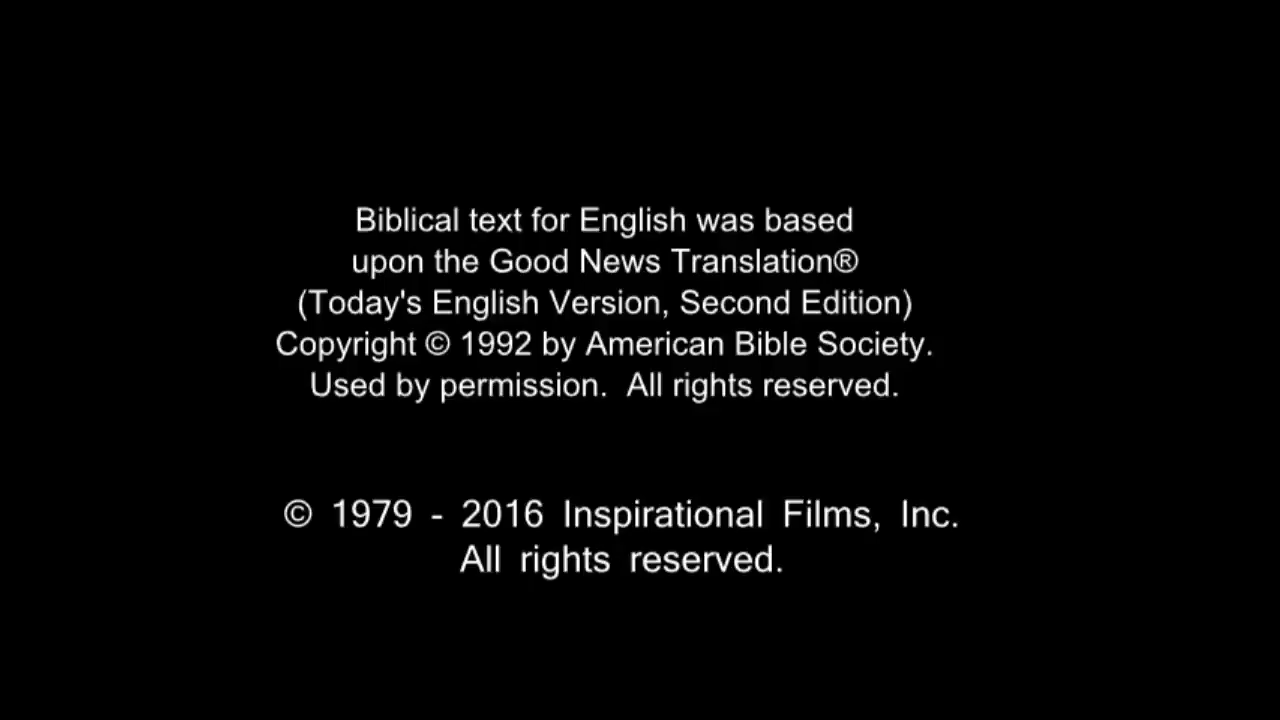 Biblical text for English was based
upon the Good News Translation®
(Today's English Version, Second Edition)
Copyright © 1992 by American Bible Society.
Used by permission.  All rights reserved.
© 1979 - 2016 Inspirational Films, Inc.
All rights reserved.